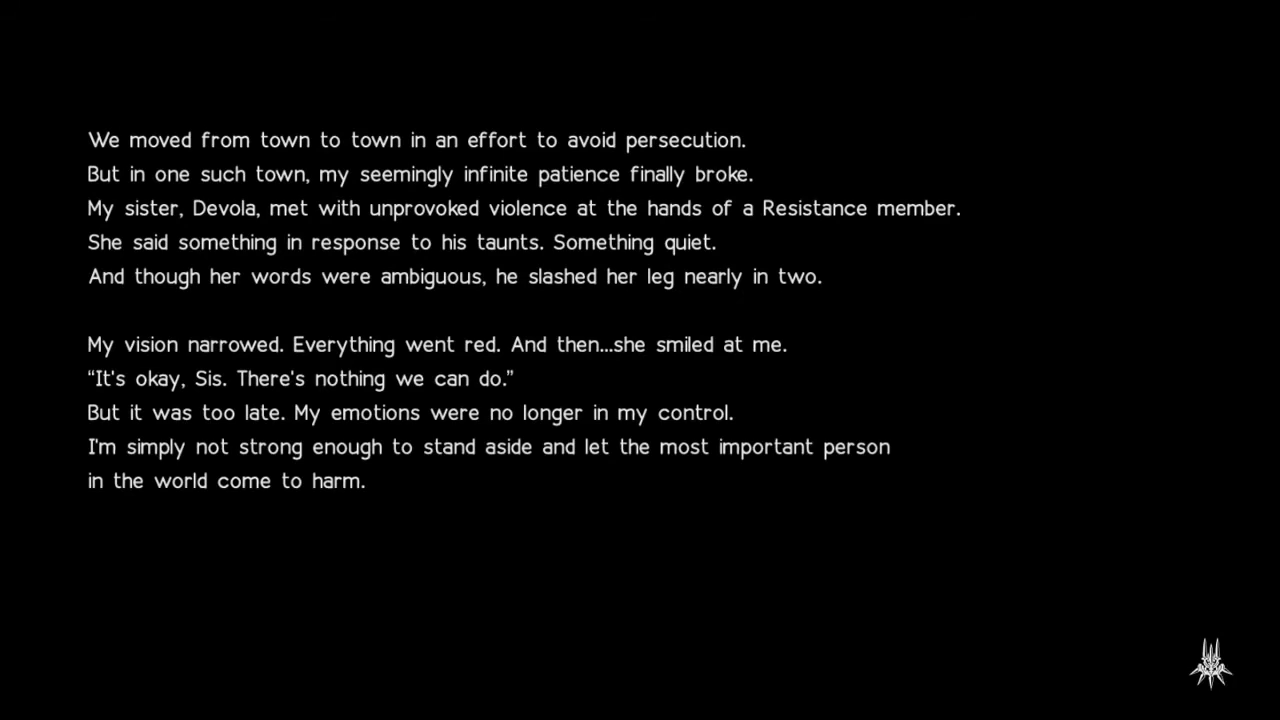 We moved from town to town in an effort to avoid persecution.
But in one such town, my seemingly infinite patience finally broke.
My sister, Devola, met with unprovoked violence at the hands of a Resistance member.
She said something in response to his taunts. Something quiet.
And though her words were ambiguous, he slashed her leg nearly in two.
My vision narrowed. Everything went red. And then...she smiled at me.
“It's okay, Sis. There's nothing we can do.”
But it was too late. My emotions were no longer in my control.
I'm simply not strong enough to stand aside and let the most important person
in the world come to harm.